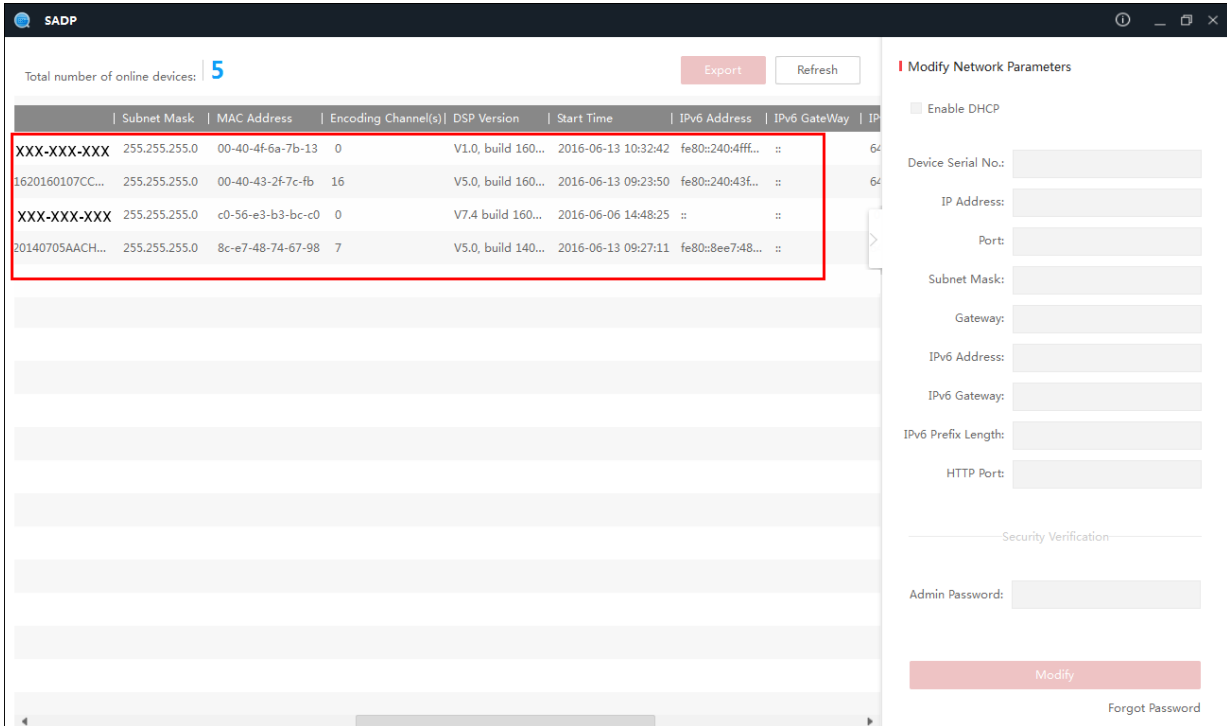 SADP
Total number of online devices: 5
Export
Refresh
| Subnet Mask | MAC Address | Encoding Channel(s) | DSP Version | Start Time | IPv6 Address | IPv6 GateWay | IP
XXX-XXX-XXX 255.255.255.0 00-40-4f-6a-7b-13 0 V1.0, build 160... 2016-06-13 10:32:42 fe80::240:4fff... :: 64
1620160107CC... 255.255.255.0 00-40-43-2f-7c-fb 16 V5.0, build 160... 2016-06-13 09:23:50 fe80::240:43f... :: 64
XXX-XXX-XXX 255.255.255.0 c0-56-e3-b3-bc-c0 0 V7.4 build 160... 2016-06-06 14:48:25 :: ::
20140705AACH... 255.255.255.0 8c-e7-48-74-67-98 7 V5.0, build 140... 2016-06-13 09:27:11 fe80::8ee7:48... ::
Modify Network Parameters
Enable DHCP
Device Serial No.:
IP Address:
Port:
Subnet Mask:
Gateway:
IPv6 Address:
IPv6 Gateway:
IPv6 Prefix Length:
HTTP Port:
Security Verification
Admin Password:
Modify
Forgot Password